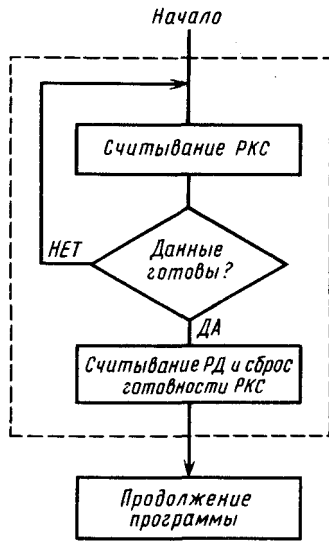 Начало
Считывание РКС
Данные
готовы?
НЕТ
ДА
Считывание РД и сброс
готовности РКС
Продолжение
программы